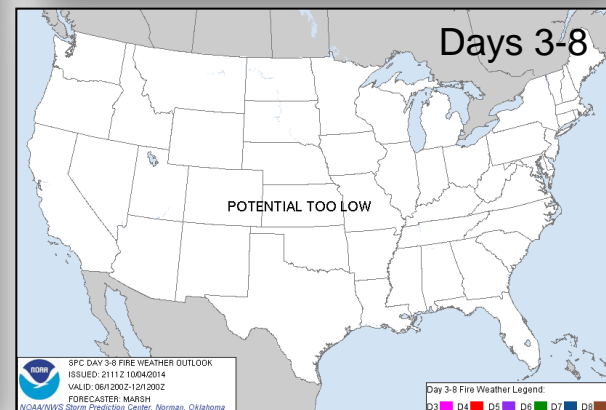 Days 3-8
POTENTIAL TOO LOW
NOAA
SPC DAY 3-8 FIRE WEATHER OUTLOOK
ISSUED: 2111Z 10/04/2014
VALID: 06/1200Z-12/1200Z
FORECASTER: MARSH
NOAA/NWS Storm Prediction Center, Norman, Oklahoma
Day 3-8 Fire Weather Legend:
D3 D4 D5 D6 D7 D8